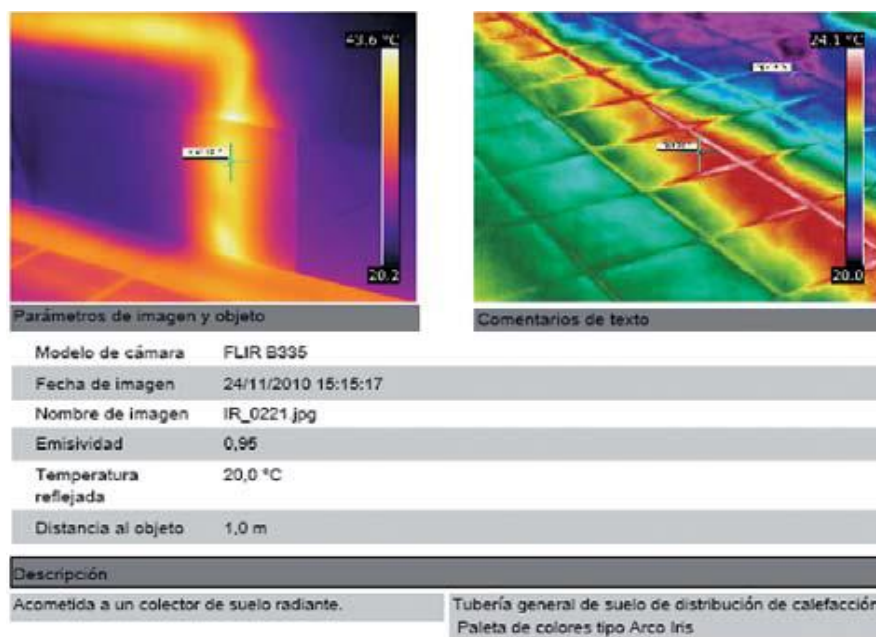 43,6 °C
24,1 °C
20.2
20.0
Parámetros de imagen y objeto
Comentarios de texto
Modelo de cámara FLIR B335
Fecha de imagen 24/11/2010 15:15:17
Nombre de imagen IR_0221.jpg
Emisividad 0,95
Temperatura 20,0 ºC
reflejada
Distancia al objeto 1,0 m
Descripción
Acometida a un colector de suelo radiante.
Tubería general de suelo de distribución de calefacción
Paleta de colores tipo Arco Iris